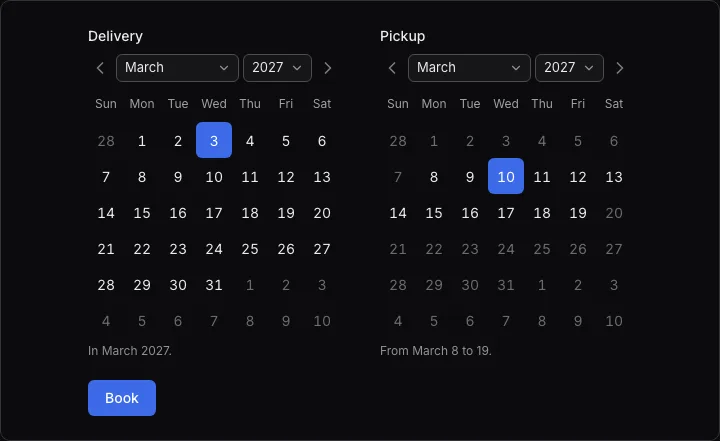 Delivery
March 2027
Sun Mon Tue Wed Thu Fri Sat
28 1 2 3 4 5 6
7 8 9 10 11 12 13
14 15 16 17 18 19 20
21 22 23 24 25 26 27
28 29 30 31 1 2 3
4 5 6 7 8 9 10
In March 2027.
Pickup
March 2027
Sun Mon Tue Wed Thu Fri Sat
28 1 2 3 4 5 6
7 8 9 10 11 12 13
14 15 16 17 18 19 20
21 22 23 24 25 26 27
28 29 30 31 1 2 3
4 5 6 7 8 9 10
From March 8 to 19.
Book